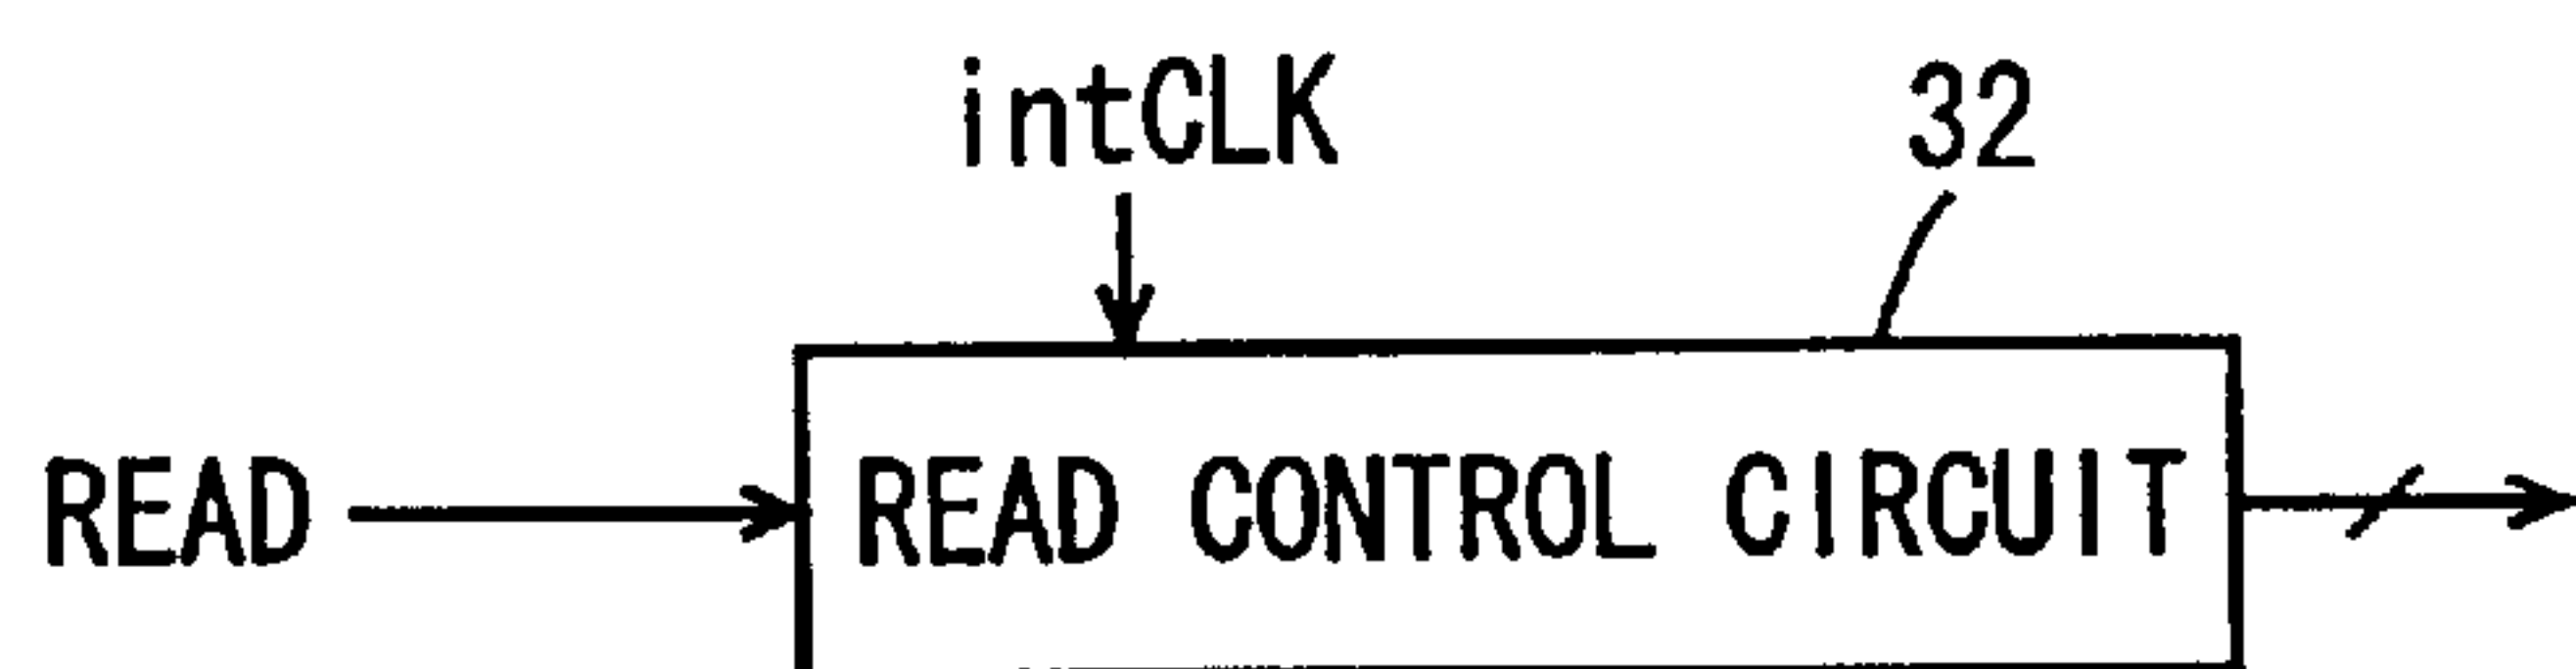 intCLK
32
READ
READ CONTROL CIRCUIT